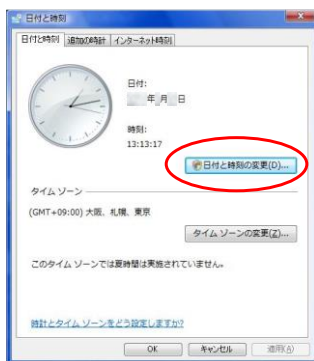 日付と時刻
日付と時刻 追加の時計 インターネット時刻
日付:
年 月 日
時刻:
13:13:17
日付と時刻の変更(D)...
タイム ゾーン
(GMT+09:00) 大阪、札幌、東京
タイム ゾーンの変更(Z)...
このタイム ゾーンでは夏時間は実施されていません。
時計とタイム ゾーンをどう設定しますか?
OK キャンセル 適用(A)